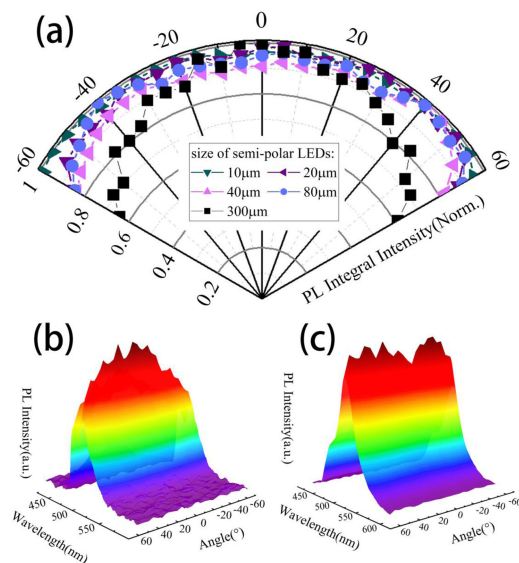 (a)
-60
-40
-20
0
20
40
60
1
0.8
0.6
0.4
0.2
PL Integral Intensity(Norm.)
size of semi-polar LEDs:
10μm 20μm
40μm 80μm
300μm
(b)
PL Intensity(a.u.)
450
500
550
Wavelength(nm)
60 40 20 0 -20 -40 -60
Angle(°)
(c)
PL Intensity(a.u.)
450
500
550
600
Wavelength(nm)
60 40 20 0 -20 -40 -60
Angle(°)